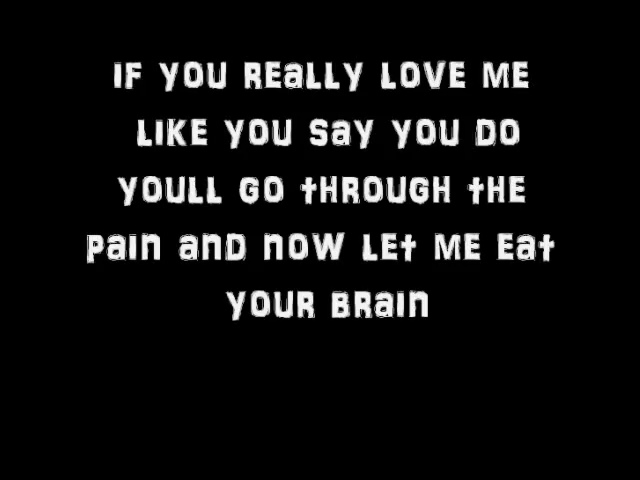 IF YOU REALLY LOVE ME
LIKE YOU SAY YOU DO
YOULL GO THROUGH THE
PAIN AND NOW LET ME EAT
YOUR BRAIN